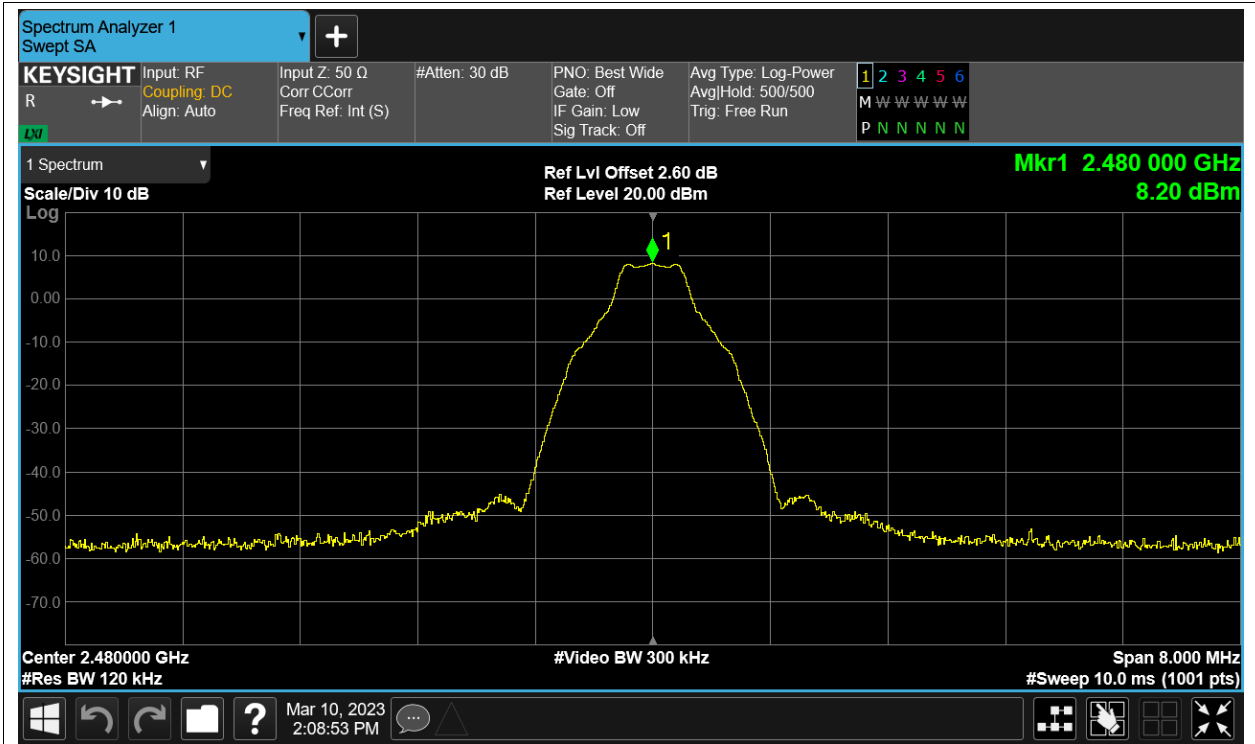 Spectrum Analyzer 1
Swept SA
+
KEYSIGHT
R
LXI
Input: RF
Coupling: DC
Align: Auto
Input Z: 50 Ω
Corr CCorr
Freq Ref: Int (S)
#Atten: 30 dB
PNO: Best Wide
Gate: Off
IF Gain: Low
Sig Track: Off
Avg Type: Log-Power
Avg|Hold: 500/500
Trig: Free Run
1 2 3 4 5 6
M W W W W W
P N N N N N
1 Spectrum
Scale/Div 10 dB
Log
Ref Lvl Offset 2.60 dB
Ref Level 20.00 dBm
Mkr1 2.480 000 GHz
8.20 dBm
1
10.0
0.00
-10.0
-20.0
-30.0
-40.0
-50.0
-60.0
-70.0
Center 2.480000 GHz
#Res BW 120 kHz
#Video BW 300 kHz
Span 8.000 MHz
#Sweep 10.0 ms (1001 pts)
?
Mar 10, 2023
2:08:53 PM